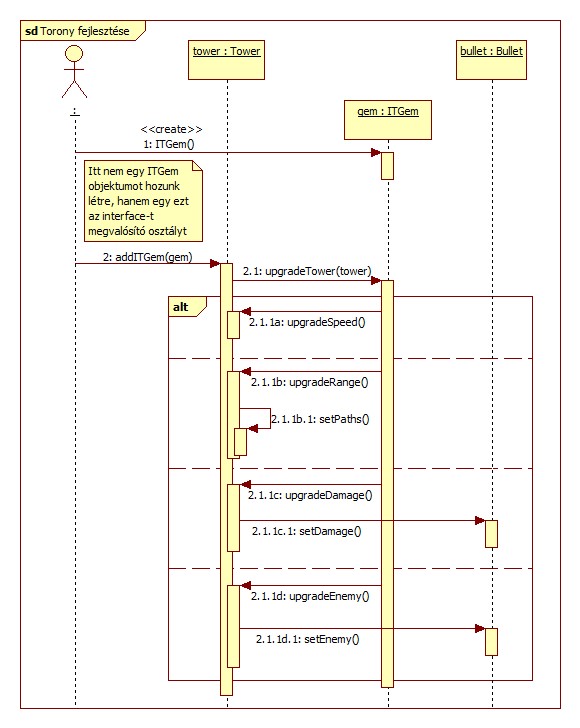 sd Torony fejlesztése
tower : Tower
bullet : Bullet
gem : ITGem
<<create>>
1: ITGem()
Itt nem egy ITGem
objektumot hozunk
létre, hanem egy ezt
az interface-t
megvalósító osztályt
2: addITGem(gem)
2.1: upgradeTower(tower)
alt
2.1.1a: upgradeSpeed()
2.1.1b: upgradeRange()
2.1.1b.1: setPaths()
2.1.1c: upgradeDamage()
2.1.1c.1: setDamage()
2.1.1d: upgradeEnemy()
2.1.1d.1: setEnemy()